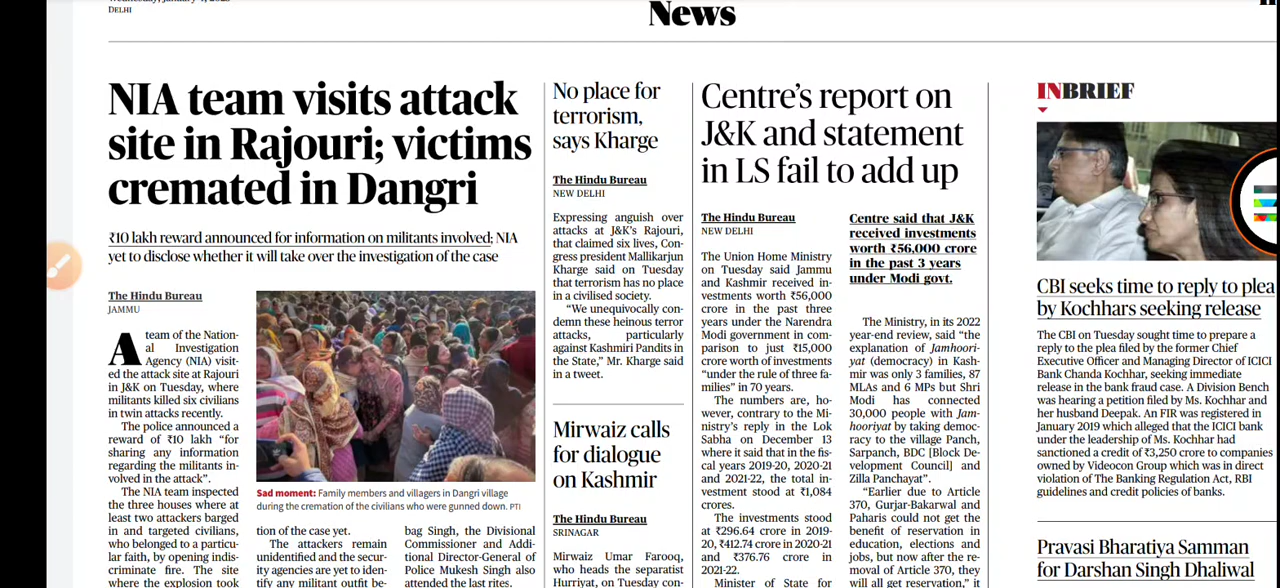 DELHI
News
NIA team visits attack
site in Rajouri; victims
cremated in Dangri
₹10 lakh reward announced for information on militants involved; NIA
yet to disclose whether it will take over the investigation of the case
The Hindu Bureau
JAMMU
A team of the Nation-
al Investigation
Agency (NIA) visit-
ed the attack site at Rajouri
in J&K on Tuesday, where
militants killed six civilians
in twin attacks recently.
The police announced a
reward of ₹10 lakh “for
sharing any information
regarding the militants in-
volved in the attack”.
The NIA team inspected
the three houses where at
least two attackers barged
in and targeted civilians,
who belonged to a particu-
lar faith, by opening indis-
criminate fire. The site
where the explosion took
Sad moment: Family members and villagers in Dangri village
during the cremation of the civilians who were gunned down. PTI
tion of the case yet.
The attackers remain
unidentified and the secur-
ity agencies are yet to iden-
tify any militant outfit be-
bag Singh, the Divisional
Commissioner and Addi-
tional Director-General of
Police Mukesh Singh also
attended the last rites.
No place for
terrorism,
says Kharge
The Hindu Bureau
NEW DELHI
Expressing anguish over
attacks at J&K’s Rajouri,
that claimed six lives, Con-
gress president Mallikarjun
Kharge said on Tuesday
that terrorism has no place
in a civilised society.
“We unequivocally con-
demn these heinous terror
attacks, particularly
against Kashmiri Pandits in
the State,” Mr. Kharge said
in a tweet.
Mirwaiz calls
for dialogue
on Kashmir
The Hindu Bureau
SRINAGAR
Mirwaiz Umar Farooq,
who heads the separatist
Hurriyat, on Tuesday con-
Centre’s report on
J&K and statement
in LS fail to add up
The Hindu Bureau
NEW DELHI
The Union Home Ministry
on Tuesday said Jammu
and Kashmir received in-
vestments worth ₹56,000
crore in the past three
years under the Narendra
Modi government in com-
parison to just ₹15,000
crore worth of investments
“under the rule of three fa-
milies” in 70 years.
The numbers are, ho-
wever, contrary to the Mi-
nistry’s reply in the Lok
Sabha on December 13
where it said that in the fis-
cal years 2019-20, 2020-21
and 2021-22, the total in-
vestment stood at ₹1,084
crores.
The investments stood
at ₹296.64 crore in 2019-
20, ₹412.74 crore in 2020-21
and ₹376.76 crore in
2021-22.
Minister of State for
Centre said that J&K
received investments
worth ₹56,000 crore
in the past 3 years
under Modi govt.
The Ministry, in its 2022
year-end review, said “the
explanation of Jamhoori-
yat (democracy) in Kash-
mir was only 3 families, 87
MLAs and 6 MPs but Shri
Modi has connected
30,000 people with Jam-
hooriyat by taking democ-
racy to the village Panch,
Sarpanch, BDC [Block De-
velopment Council] and
Zilla Panchayat”.
“Earlier due to Article
370, Gurjar-Bakarwal and
Paharis could not get the
benefit of reservation in
education, elections and
jobs, but now after the re-
moval of Article 370, they
will all get reservation,” it
INBRIEF
CBI seeks time to reply to plea
by Kochhars seeking release
The CBI on Tuesday sought time to prepare a
reply to the plea filed by the former Chief
Executive Officer and Managing Director of ICICI
Bank Chanda Kochhar, seeking immediate
release in the bank fraud case. A Division Bench
was hearing a petition filed by Ms. Kochhar and
her husband Deepak. An FIR was registered in
January 2019 which alleged that the ICICI bank
under the leadership of Ms. Kochhar had
sanctioned a credit of ₹3,250 crore to companies
owned by Videocon Group which was in direct
violation of The Banking Regulation Act, RBI
guidelines and credit policies of banks.
Pravasi Bharatiya Samman
for Darshan Singh Dhaliwal